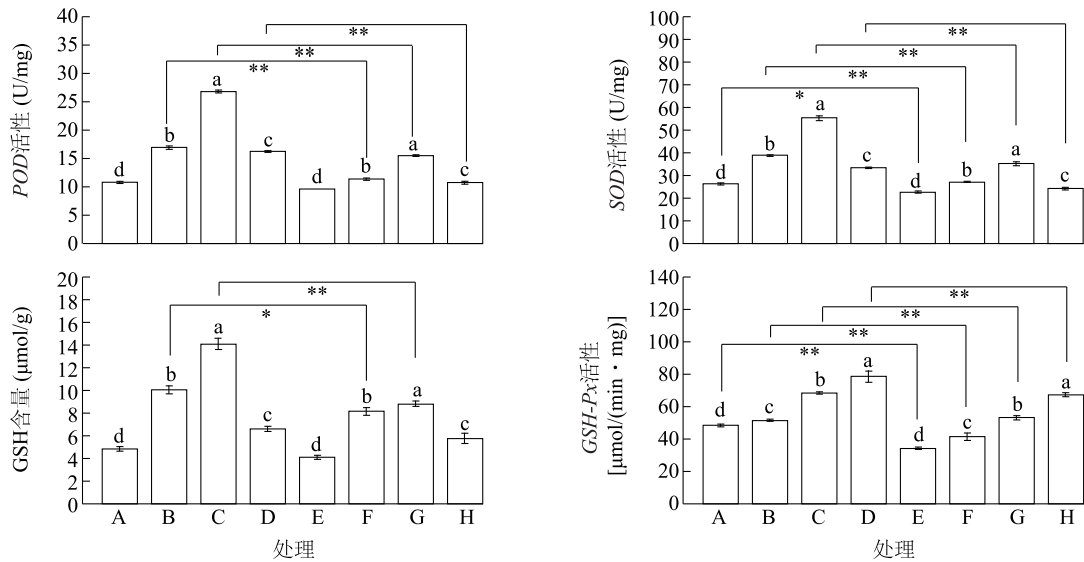 POD活性 (U/mg)
40
35
30
25
20
15
10
5
0
**
**
**
d
b
a
c
d
b
a
c
SOD活性 (U/mg)
100
90
80
70
60
50
40
30
20
10
0
**
**
**
*
d
b
a
c
d
b
a
c
GSH含量 (μmol/g)
20
18
16
14
12
10
8
6
4
2
0
**
*
d
b
a
c
d
b
a
c
A B C D E F G H
处理
GSH-Px活性
[μmol/(min·mg)]
140
120
100
80
60
40
20
0
**
**
**
**
d
c
b
a
d
c
b
a
A B C D E F G H
处理